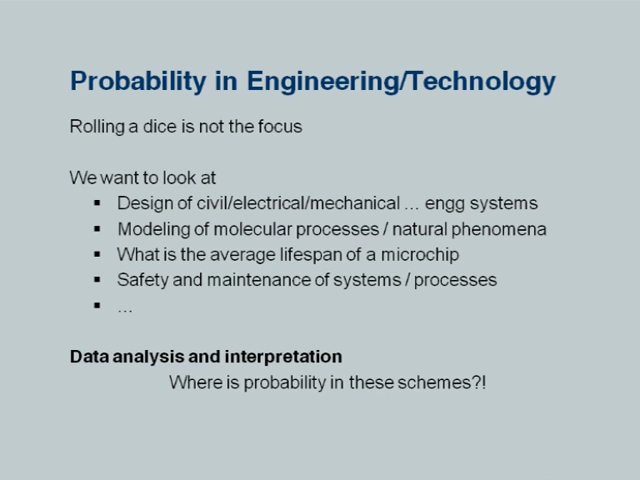 Probability in Engineering/Technology
Rolling a dice is not the focus
We want to look at
▪ Design of civil/electrical/mechanical ... engg systems
▪ Modeling of molecular processes / natural phenomena
▪ What is the average lifespan of a microchip
▪ Safety and maintenance of systems / processes
▪ ...
Data analysis and interpretation
Where is probability in these schemes?!